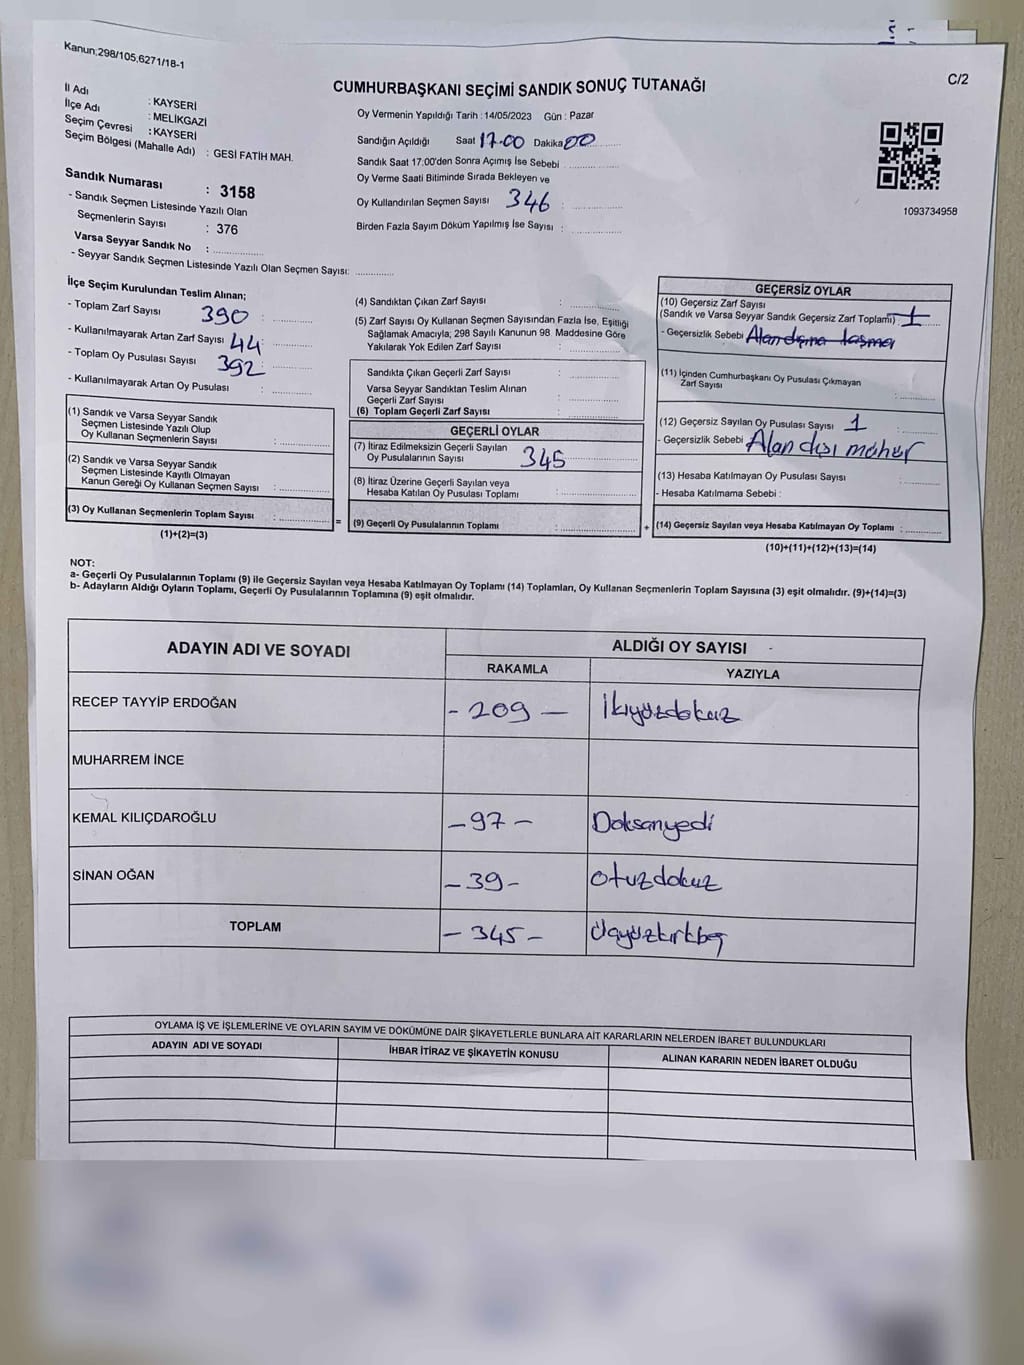 Kanun;298/105,6271/18-1
C/2
CUMHURBAŞKANI SEÇİMİ SANDIK SONUÇ TUTANAĞI
İl Adı : KAYSERİ
İlçe Adı : MELİKGAZİ
Seçim Çevresi : KAYSERİ
Seçim Bölgesi (Mahalle Adı) : GESİ FATİH MAH.
Sandık Numarası : 3158
- Sandık Seçmen Listesinde Yazılı Olan
Seçmenlerin Sayısı : 376
Varsa Seyyar Sandık No :
- Seyyar Sandık Seçmen Listesinde Yazılı Olan Seçmen Sayısı:
Oy Vermenin Yapıldığı Tarih : 14/05/2023 Gün : Pazar
Sandığın Açıldığı Saat 17.00 Dakika 00
Sandık Saat 17.00'den Sonra Açımış İse Sebebi
Oy Verme Saati Bitiminde Sırada Bekleyen ve
Oy Kullandırılan Seçmen Sayısı 346 :
Birden Fazla Sayım Döküm Yapılmış İse Sayısı :
1093734958
İlçe Seçim Kurulundan Teslim Alınan;
- Toplam Zarf Sayısı 390 :
- Kullanılmayarak Artan Zarf Sayısı 44 :
- Toplam Oy Pusulası Sayısı 392 :
- Kullanılmayarak Artan Oy Pusulası :
(1) Sandık ve Varsa Seyyar Sandık
Seçmen Listesinde Yazılı Olup
Oy Kullanan Seçmenlerin Sayısı :
(2) Sandık ve Varsa Seyyar Sandık
Seçmen Listesinde Kayıtlı Olmayan
Kanun Gereği Oy Kullanan Seçmen Sayısı :
(3) Oy Kullanan Seçmenlerin Toplam Sayısı :
(1)+(2)=(3)
=
(4) Sandıktan Çıkan Zarf Sayısı :
(5) Zarf Sayısı Oy Kullanan Seçmen Sayısından Fazla İse, Eşitliği
Sağlamak Amacıyla; 298 Sayılı Kanunun 98. Maddesine Göre
Yakılarak Yok Edilen Zarf Sayısı :
Sandıkta Çıkan Geçerli Zarf Sayısı :
Varsa Seyyar Sandıktan Teslim Alınan
Geçerli Zarf Sayısı :
(6) Toplam Geçerli Zarf Sayısı :
GEÇERLİ OYLAR
(7) İtiraz Edilmeksizin Geçerli Sayılan
Oy Pusulalarının Sayısı 345
(8) İtiraz Üzerine Geçerli Sayılan veya
Hesaba Katılan Oy Pusulası Toplamı :
(9) Geçerli Oy Pusulalarının Toplamı :
+
GEÇERSİZ OYLAR
(10) Geçersiz Zarf Sayısı
(Sandık ve Varsa Seyyar Sandık Geçersiz Zarf Toplamı) : 1
- Geçersizlik Sebebi Alandışına taşma
(11) İçinden Cumhurbaşkanı Oy Pusulası Çıkmayan
Zarf Sayısı :
(12) Geçersiz Sayılan Oy Pusulası Sayısı 1 :
- Geçersizlik Sebebi Alan dışı mühür
(13) Hesaba Katılmayan Oy Pusulası Sayısı :
- Hesaba Katılmama Sebebi :
(14) Geçersiz Sayılan veya Hesaba Katılmayan Oy Toplamı :
(10)+(11)+(12)+(13)=(14)
NOT:
a- Geçerli Oy Pusulalarının Toplamı (9) ile Geçersiz Sayılan veya Hesaba Katılmayan Oy Toplamı (14) Toplamları, Oy Kullanan Seçmenlerin Toplam Sayısına (3) eşit olmalıdır. (9)+(14)=(3)
b- Adayların Aldığı Oyların Toplamı, Geçerli Oy Pusulalarının Toplamına (9) eşit olmalıdır.
ADAYIN ADI VE SOYADI
ALDIĞI OY SAYISI
RAKAMLA YAZIYLA
RECEP TAYYİP ERDOĞAN - 209 - İkiyüzdokuz
MUHARREM İNCE
KEMAL KILIÇDAROĞLU - 97 - Doksanyedi
SİNAN OĞAN - 39 - otuzdokuz
TOPLAM - 345 - Üçyüzkırkbeş
OYLAMA İŞ VE İŞLEMLERİNE VE OYLARIN SAYIM VE DÖKÜMÜNE DAİR ŞİKAYETLERLE BUNLARA AİT KARARLARIN NELERDEN İBARET BULUNDUKLARI
ADAYIN ADI VE SOYADI İHBAR İTİRAZ VE ŞİKAYETİN KONUSU ALINAN KARARIN NEDEN İBARET OLDUĞU